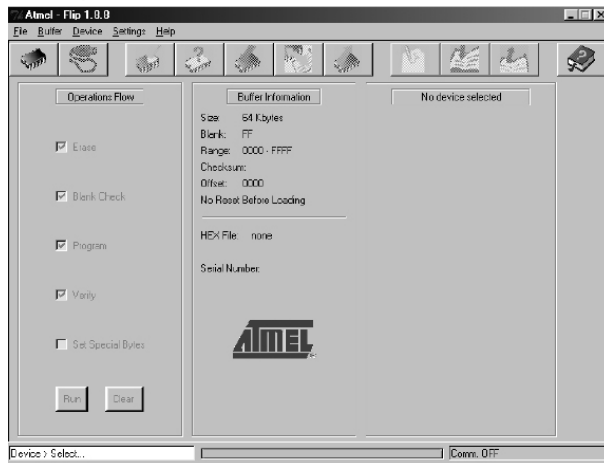 Atmel - Flip 1.8.8
File Buffer Device Settings Help
Operations Flow
Erase
Blank Check
Program
Verify
Set Special Bytes
Run Clear
Buffer Information
Size: 64 Kbytes
Blank: FF
Range: 0000 - FFFF
Checksum:
Offset: 0000
No Reset Before Loading
HEX File: none
Serial Number:
ATMEL
No device selected
Device > Select...
Comm. OFF